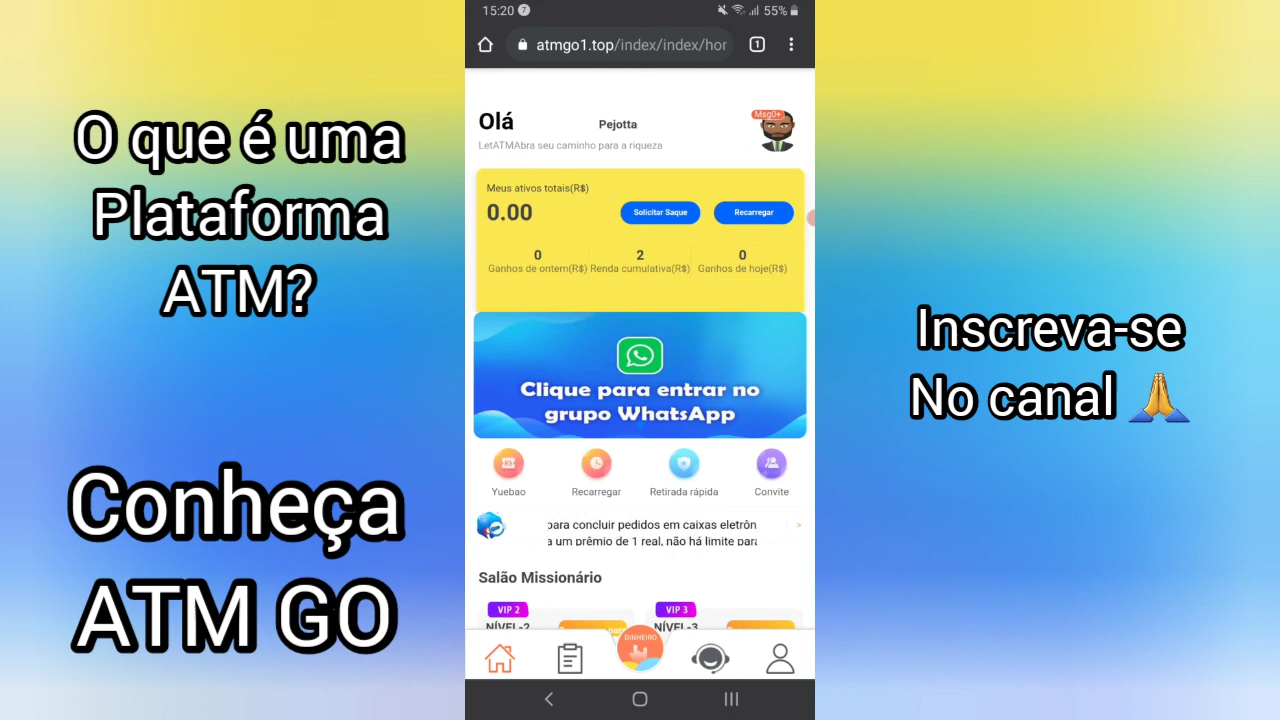 O que é uma
Plataforma
ATM?
Conheça
ATM GO
15:20 7
55%
atmgo1.top/index/index/hor
1
Olá
Pejotta
Msg0+
LetATMAbra seu caminho para a riqueza
Meus ativos totais(R$)
0.00
Solicitar Saque
Recarregar
0 2 0
Ganhos de ontem(R$) Renda cumulativa(R$) Ganhos de hoje(R$)
Clique para entrar no
grupo WhatsApp
Yuebao Recarregar Retirada rápida Convite
para concluir pedidos em caixas eletrôn
a um prêmio de 1 real, não há limite para
>
Salão Missionário
VIP 2 VIP 3
NÍVEL-2 NÍVEL-3
DINHEIRO
Inscreva-se
No canal 🙏